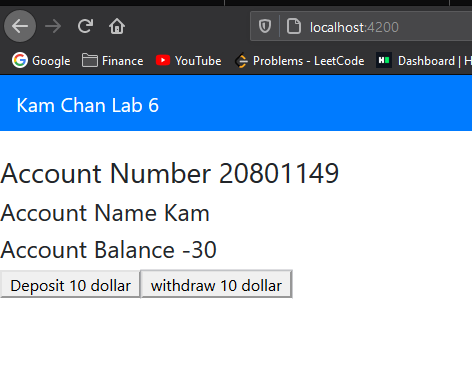 localhost:4200
Google Finance YouTube Problems - LeetCode Dashboard | H
Kam Chan Lab 6
Account Number 20801149
Account Name Kam
Account Balance -30
Deposit 10 dollar withdraw 10 dollar